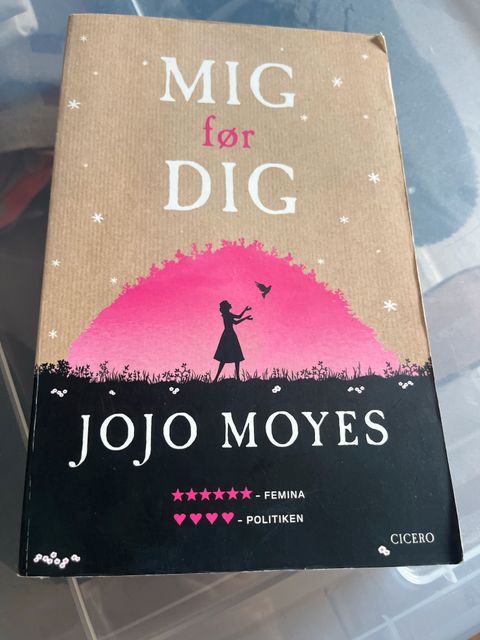 MIG
før
DIG
JOJO MOYES
★★★★★★ – FEMINA
♥♥♥♥ – POLITIKEN
CICERO